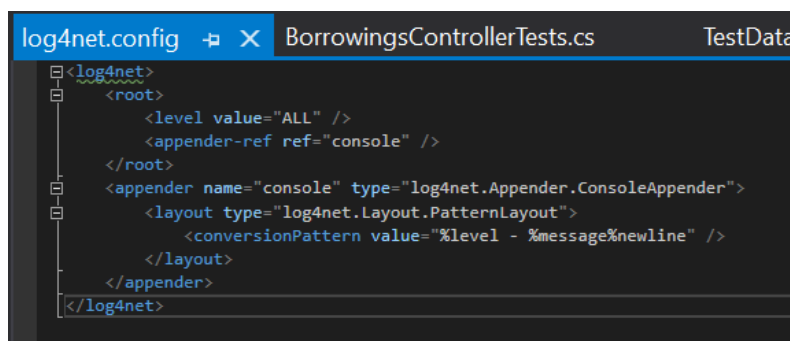 log4net.config BorrowingsControllerTests.cs TestData
<log4net>
<root>
<level value="ALL" />
<appender-ref ref="console" />
</root>
<appender name="console" type="log4net.Appender.ConsoleAppender">
<layout type="log4net.Layout.PatternLayout">
<conversionPattern value="%level - %message%newline" />
</layout>
</appender>
</log4net>